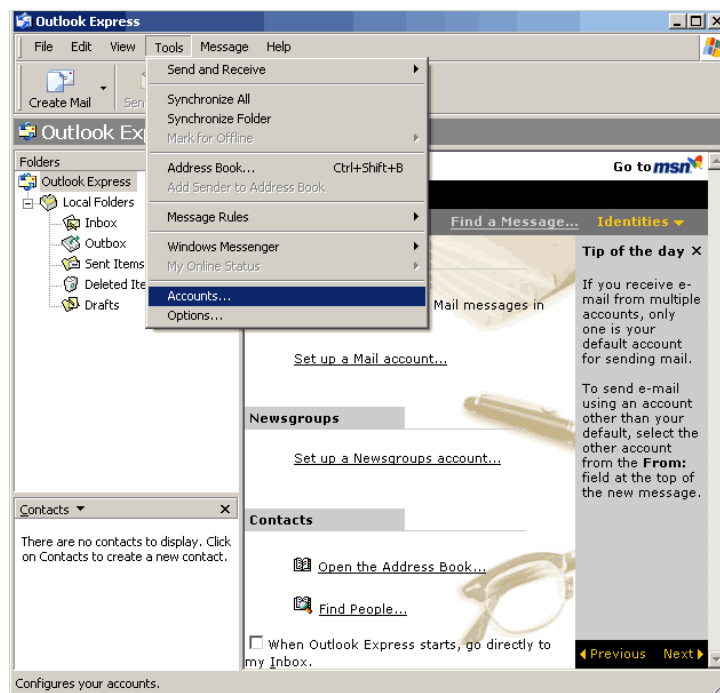 Outlook Express
File Edit View Tools Message Help
Create Mail Sen
Outlook Ex
Send and Receive
Synchronize All
Synchronize Folder
Mark for Offline
Address Book... Ctrl+Shift+B
Add Sender to Address Book
Message Rules
Windows Messenger
My Online Status
Accounts...
Options...
Folders
Outlook Express
Local Folders
Inbox
Outbox
Sent Items
Deleted Ite
Drafts
Contacts
There are no contacts to display. Click
on Contacts to create a new contact.
Go to msn
Find a Message... Identities
Mail messages in
Set up a Mail account...
Newsgroups
Set up a Newsgroups account...
Contacts
Open the Address Book...
Find People...
When Outlook Express starts, go directly to
my Inbox.
Tip of the day
If you receive e-
mail from multiple
accounts, only
one is your
default account
for sending mail.
To send e-mail
using an account
other than your
default, select the
other account
from the From:
field at the top of
the new message.
Previous Next
Configures your accounts.